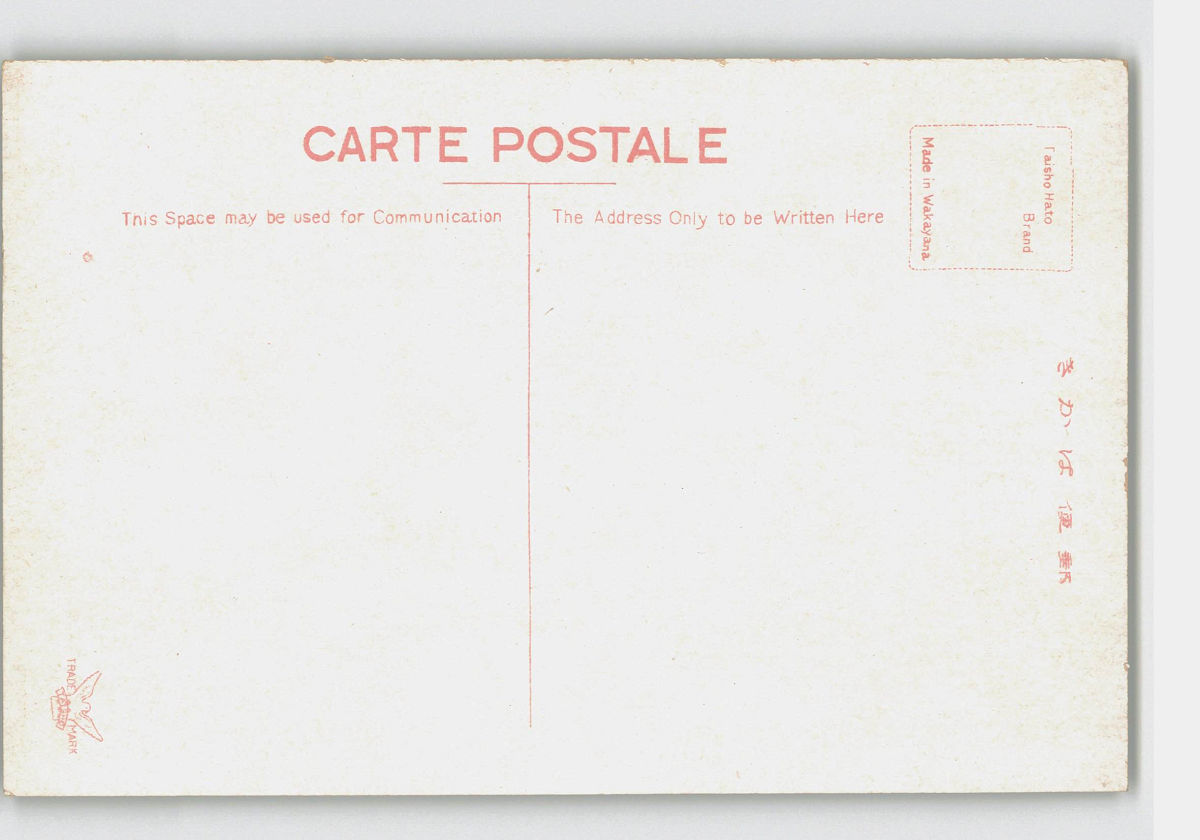 CARTE POSTALE
This Space may be used for Communication
The Address Only to be Written Here
Taisho Hato
Brand
Made in Wakayana
きかは便郵
TRADE MARK